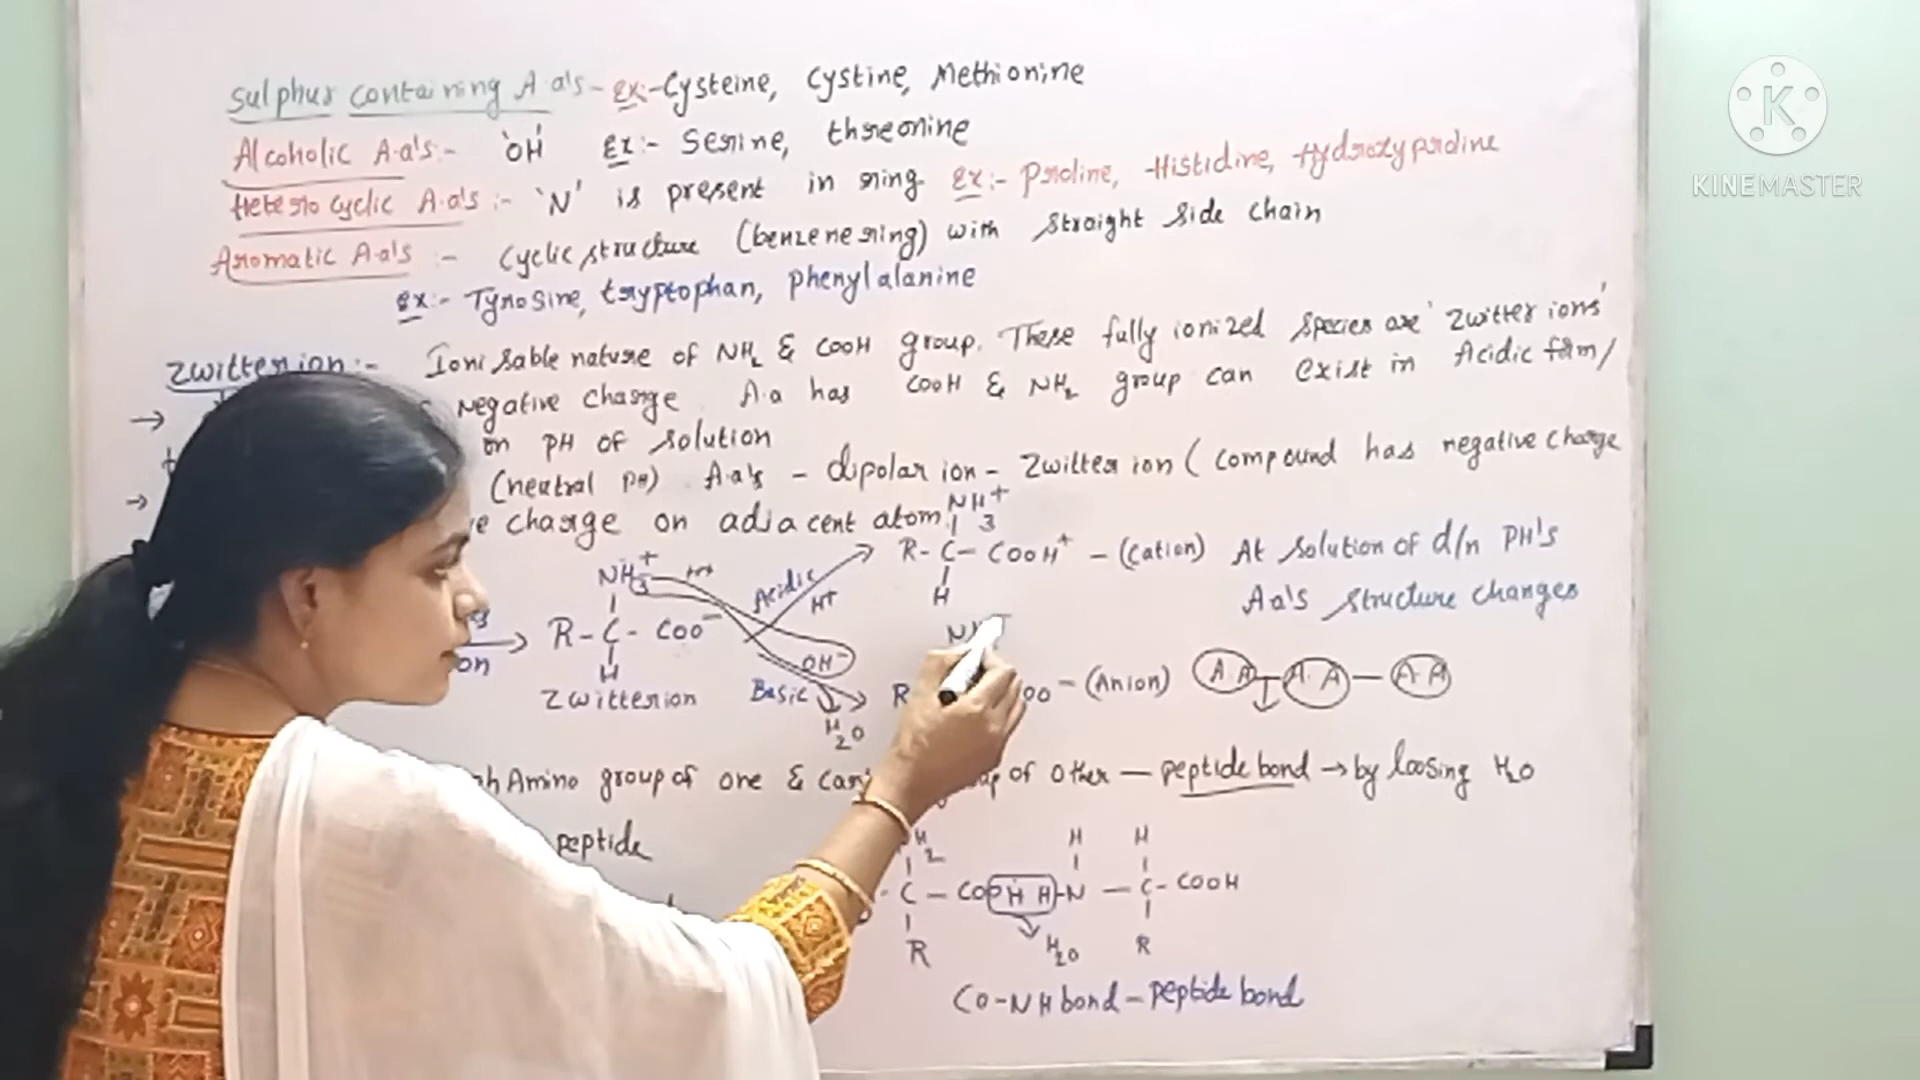 Sulphur containing A.a's - Ex:- Cysteine, Cystine, Methionine
Alcoholic A.a's:- 'OH' Ex:- Serine, threonine
Heterocyclic A.a's :- 'N' is present in ring Ex:- Proline, Histidine, Hydroxyproline
Aromatic A.a's :- Cyclic structure (benzene ring) with straight side chain
ex:- Tyrosine, tryptophan, phenylalanine
Zwitterion:- Ionisable nature of NH2 & COOH group. These fully ionized species are 'Zwitter ions'
→ negative charge A.a has COOH & NH2 group can exist in Acidic form/
on PH of solution
→ (neutral PH) A.a's - dipolar ion - Zwitter ion (compound has negative charge
charge on adjacent atom
NH3+
R-C-COOH+ - (Cation) At solution of d/n PH's
H
Aa's structure changes
NH3+ H+
Acidic H+
R-C-COO-
H
Zwitterion
OH-
Basic
H2O
R
- (Anion) A A - A.A - A.A
Amino group of one & of other - peptide bond → by loosing H2O
peptide
H2 H H
C - COOH H-N - C-COOH
R H2O R
CO-NH bond - peptide bond
KINEMASTER